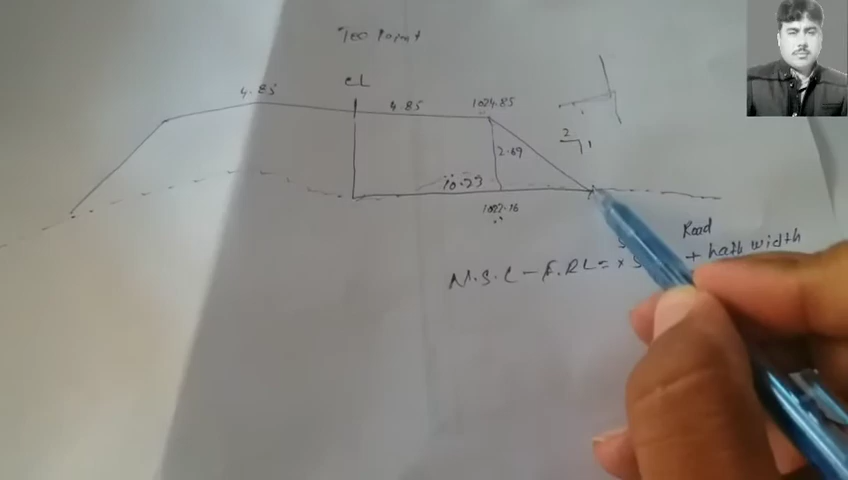 Toe Point
CL
4.85
4.85
1024.85
2
1
2.69
10.23
1022.16
Road
N.S.L - F.RL = x S + half width